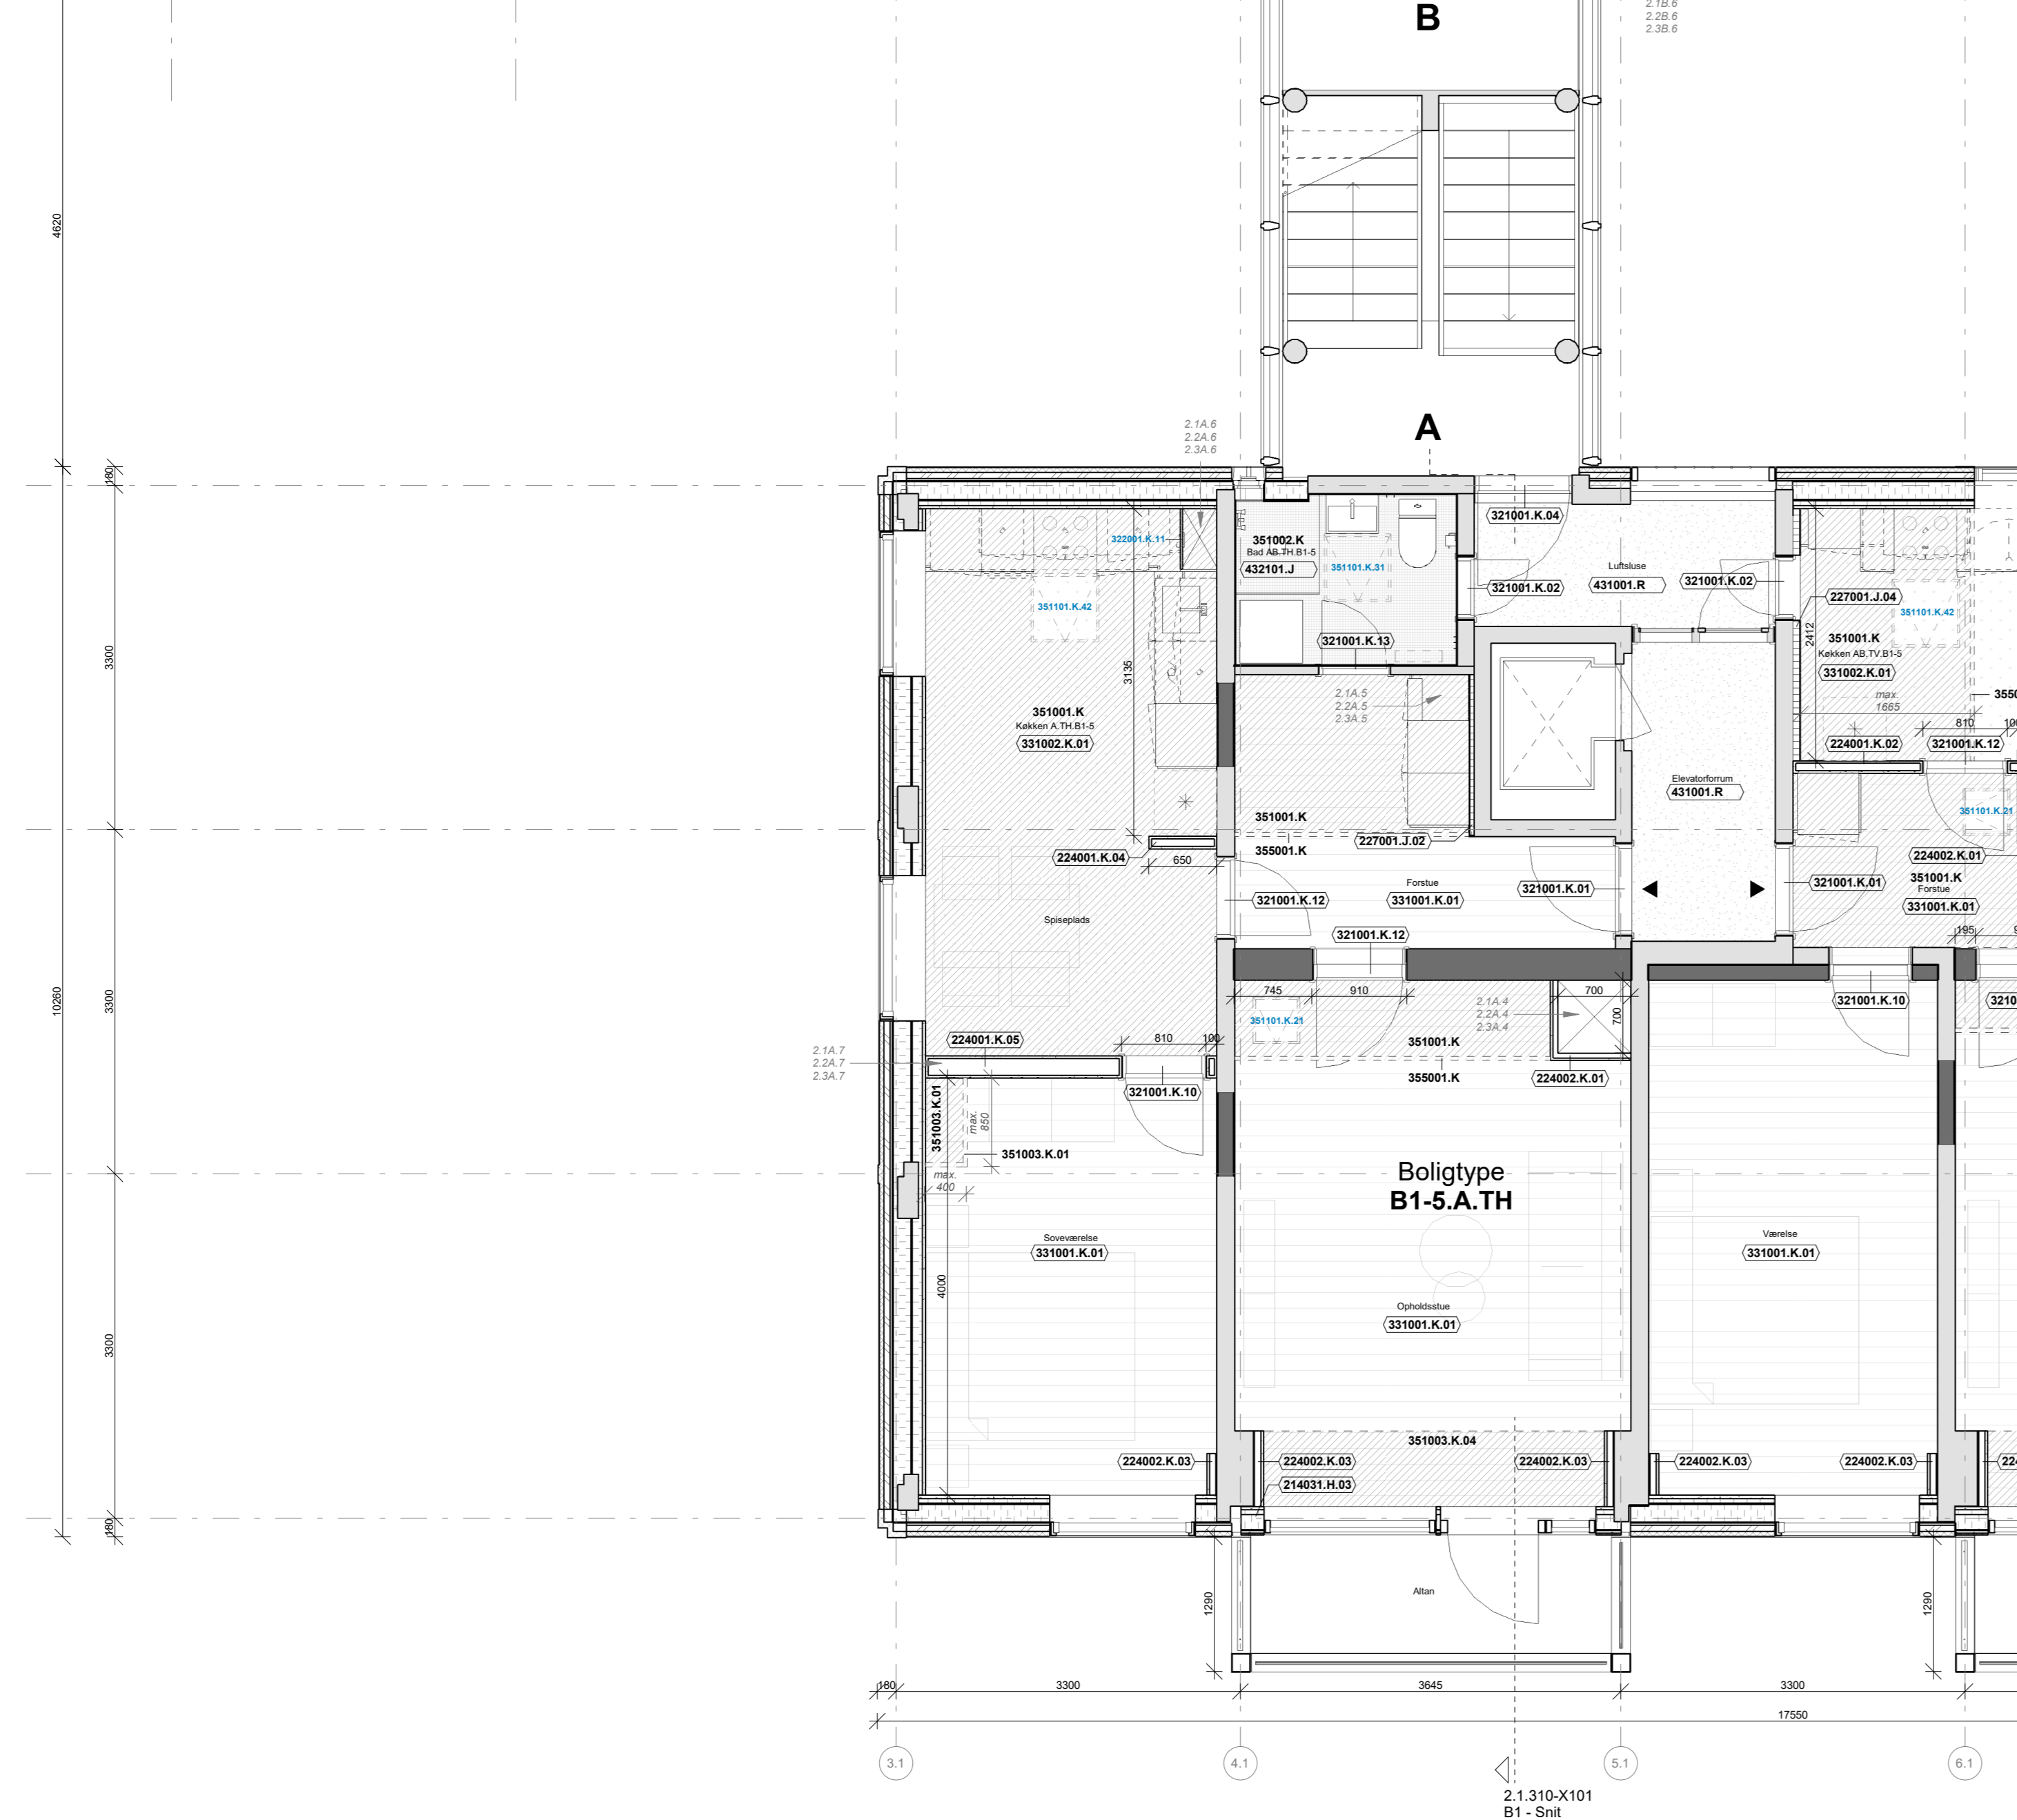 B
2.1B.6
2.2B.6
2.3B.6
4620
A
2.1A.6
2.2A.6
2.3A.6
180
321001.K.04
322001.K.11
351002.K
Bad AB.TH.B1-5
432101.J
351101.K.31
Luftsluse
431001.R
321001.K.02
321001.K.02
227001.J.04
351101.K.42
351101.K.42
2412
351001.K
Køkken AB.TV.B1-5
331002.K.01
321001.K.13
3300
3135
2.1A.5
2.2A.5
2.3A.5
max.
1665
351001.K
Køkken A.TH.B1-5
331002.K.01
810
224001.K.02
321001.K.12
Elevatorforrum
431001.R
351001.K
227001.J.02
355001.K
351101.K.21
224001.K.04
650
224002.K.01
351001.K
Forstue
331001.K.01
Forstue
331001.K.01
321001.K.01
321001.K.01
321001.K.12
Spiseplads
321001.K.12
195
10260
3300
745
910
700
700
351101.K.21
2.1A.4
2.2A.4
2.3A.4
321001.K.10
224001.K.05
810
100
351001.K
355001.K
224002.K.01
2.1A.7
2.2A.7
2.3A.7
321001.K.10
351003.K.01
max.
850
351003.K.01
max.
400
Boligtype
B1-5.A.TH
Soveværelse
331001.K.01
Værelse
331001.K.01
4000
3300
Opholdsstue
331001.K.01
351003.K.04
224002.K.03
224002.K.03
224002.K.03
224002.K.03
224002.K.03
214031.H.03
180
Altan
1290
1290
180
3300
3645
3300
17550
3.1
4.1
5.1
6.1
2.1.310-X101
B1 - Snit